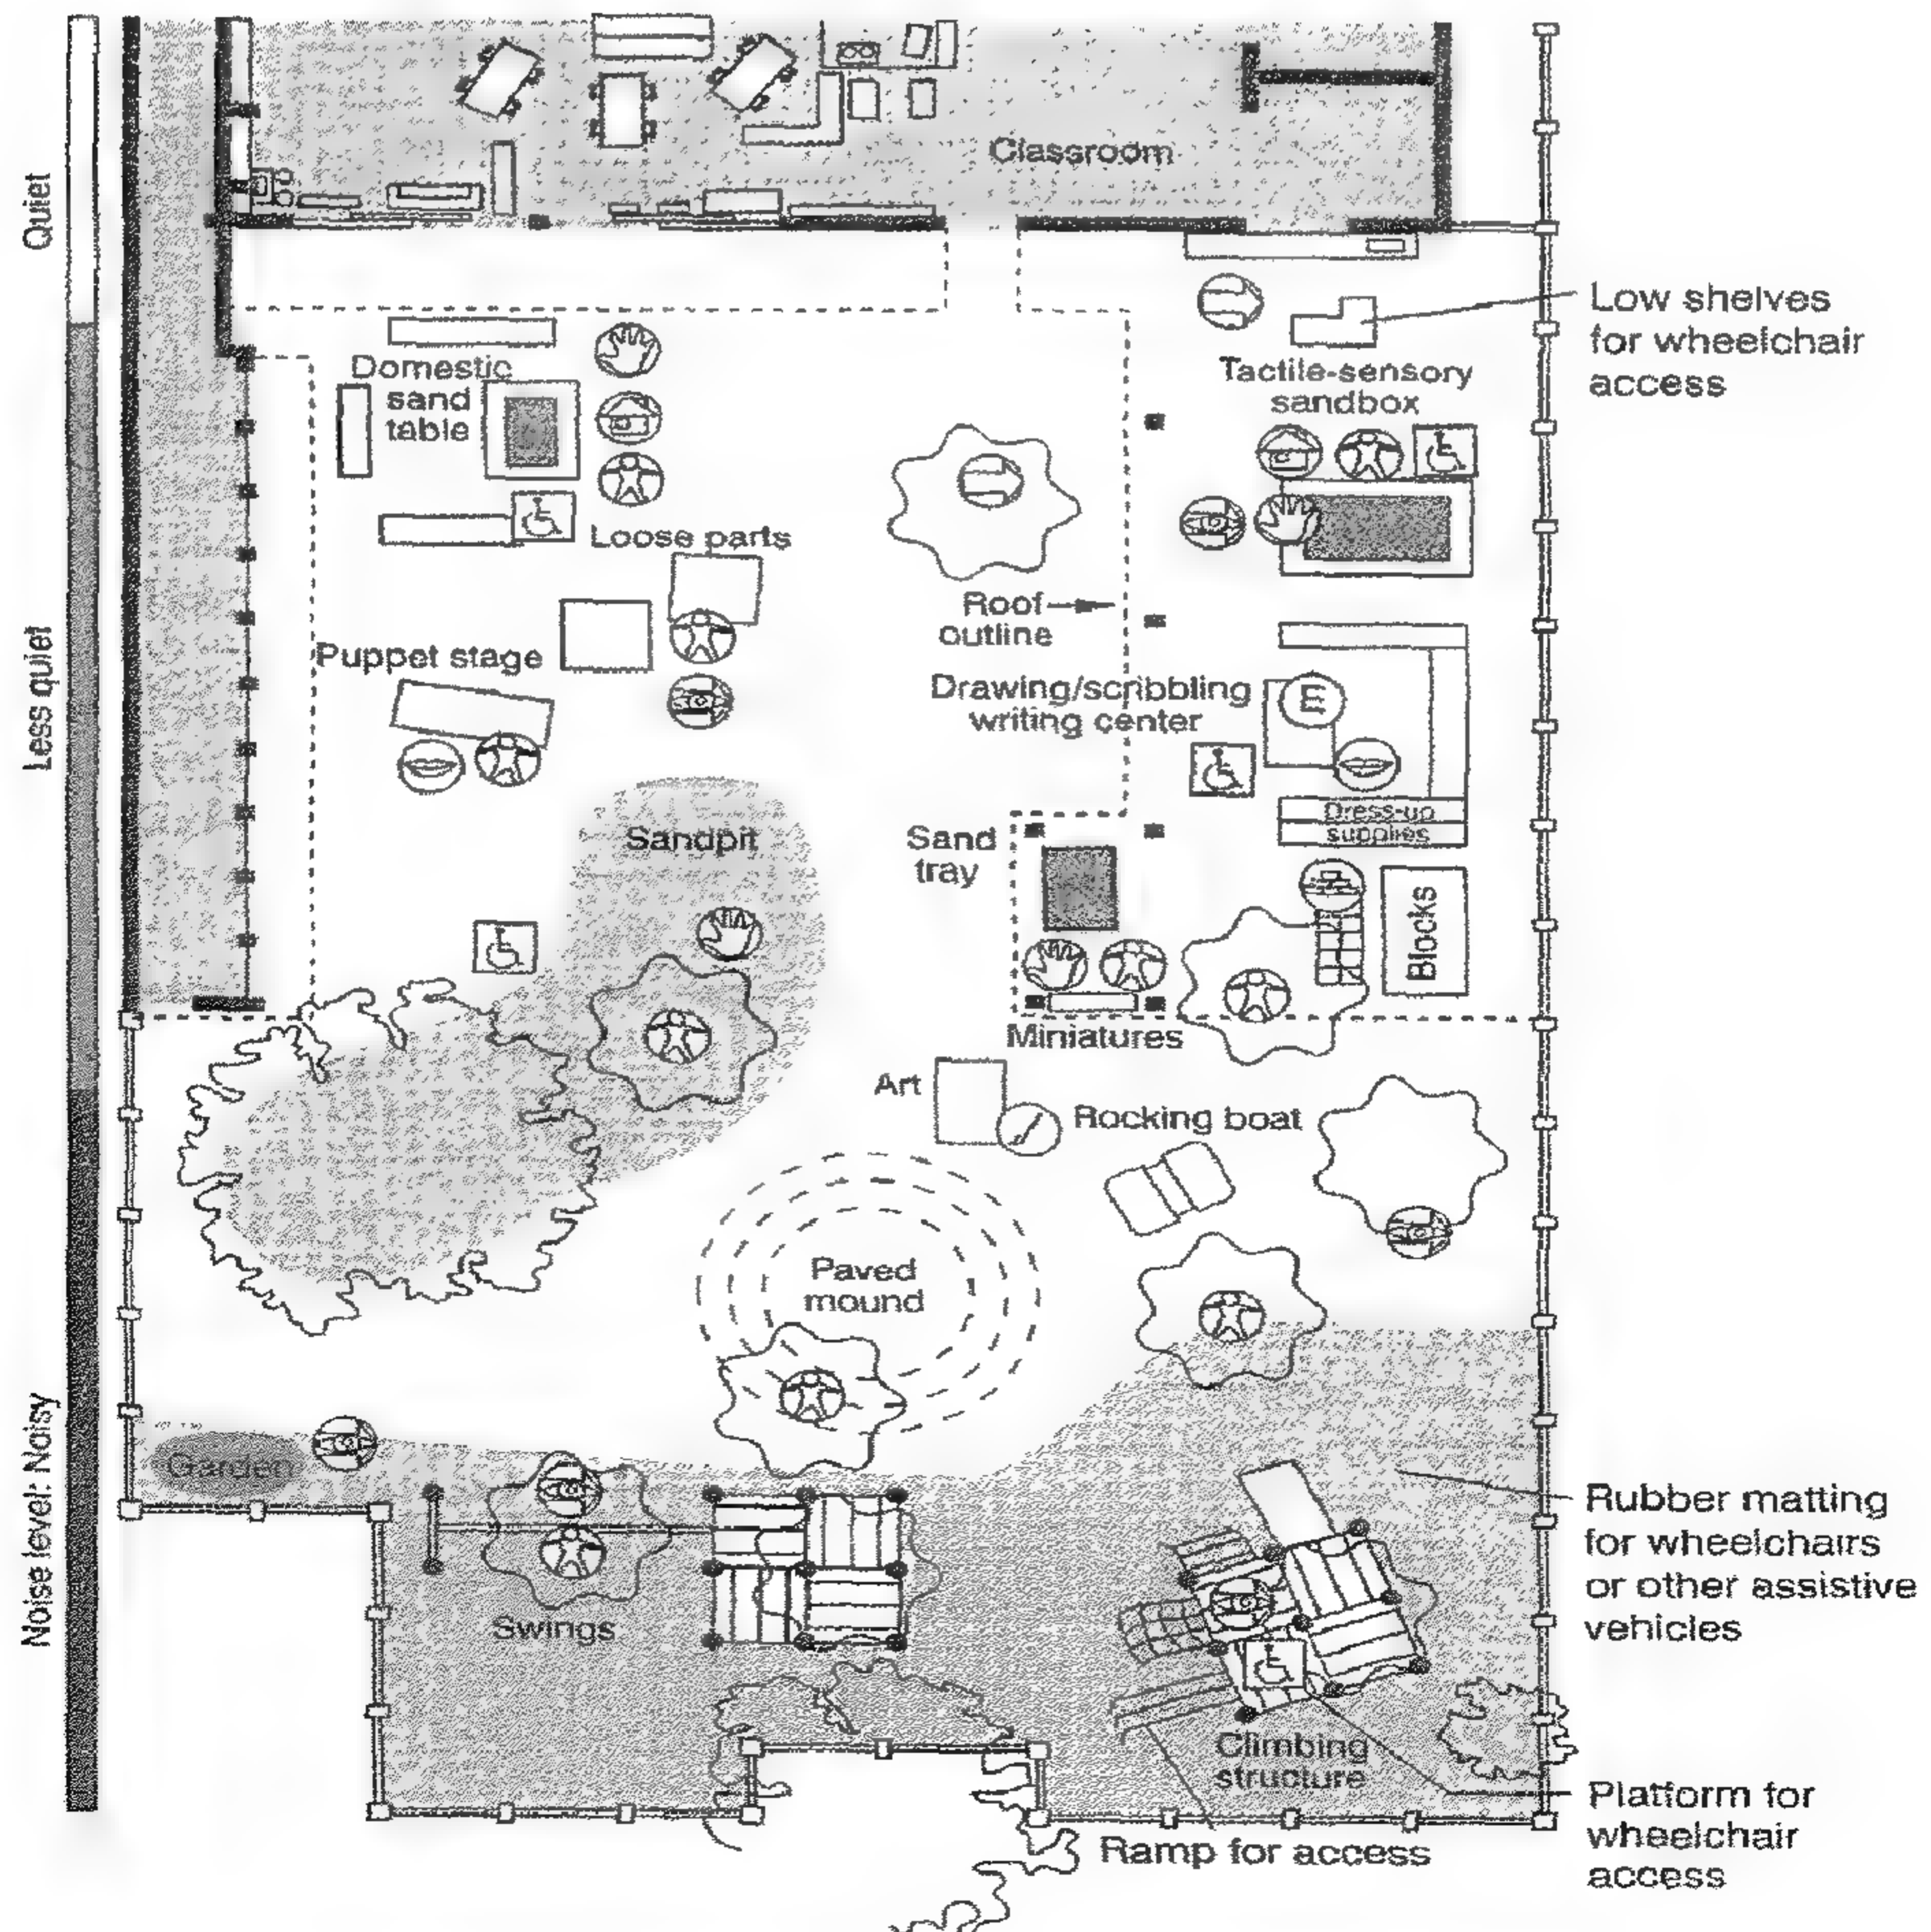 Quiet
Less quiet
Noise level: Noisy
Classroom
Low shelves
for wheelchair
access
Domestic
sand
table
Tactile-sensory
sandbox
Loose parts
Roof
outline
Puppet stage
Drawing/scribbling
writing center
E
Dress-up
supplies
Sandpit
Sand
tray
Blocks
Miniatures
Art
Rocking boat
Paved
mound
Garden
Swings
Rubber matting
for wheelchairs
or other assistive
vehicles
Climbing
structure
Platform for
wheelchair
access
Ramp for access